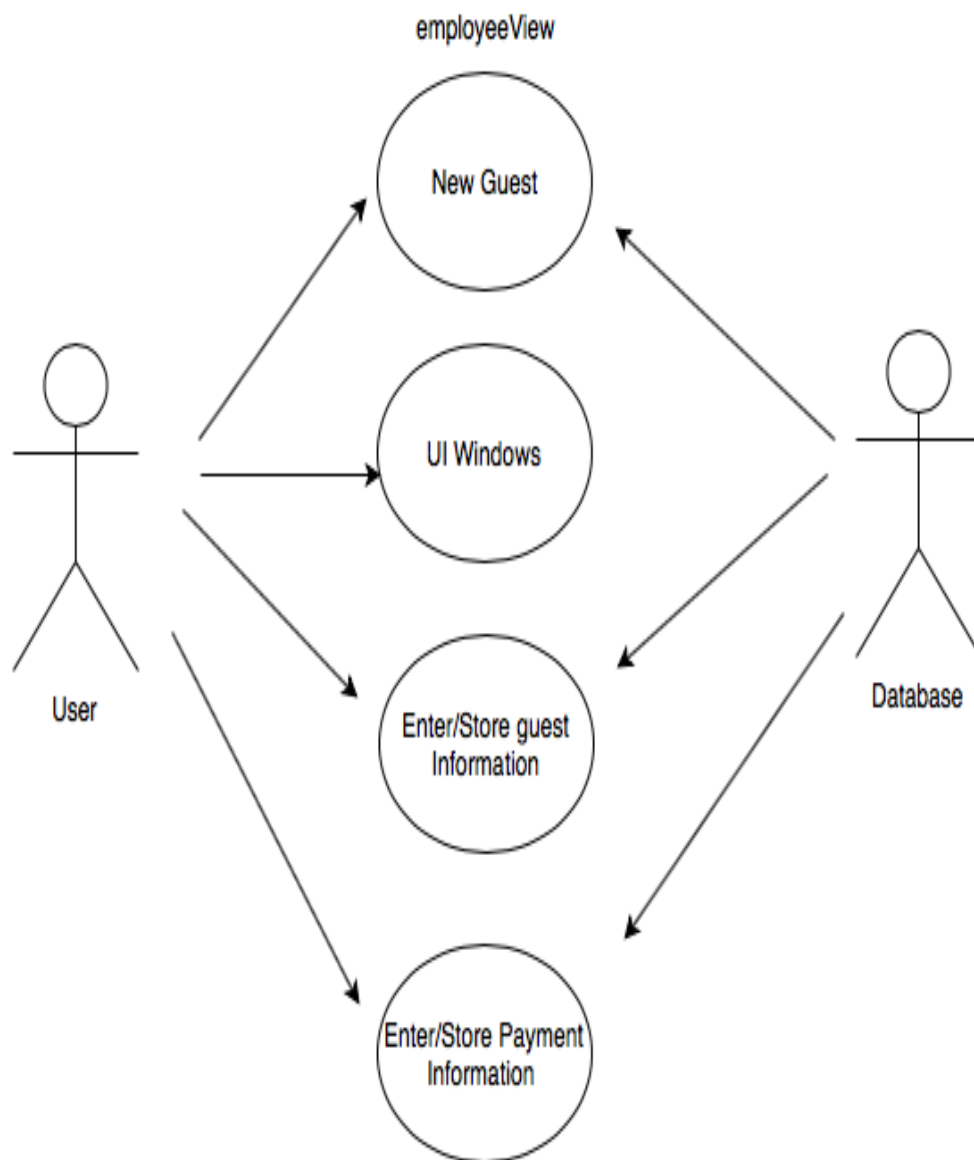 employeeView
New Guest
UI Windows
User
Database
Enter/Store guest
Information
Enter/Store Payment
Information